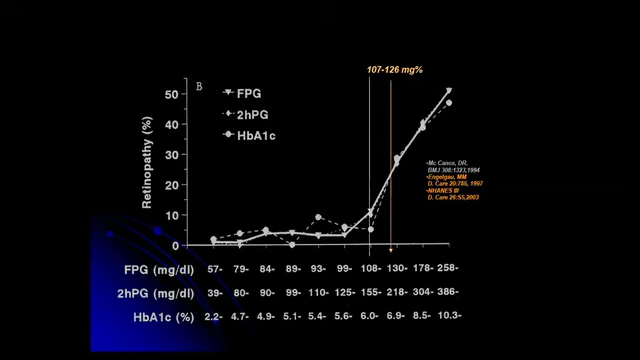 107-126 mg%
B
FPG
2hPG
HbA1c
Retinopathy (%)
50
40
30
20
10
0
•Mc Cance, DR.
BMJ 308:1323,1994
•Engelgau, MM
D. Care 20:785, 1997
•NHANES III
D. Care 26:S5,2003
FPG (mg/dl) 57- 79- 84- 89- 93- 99- 108- 130- 178- 258-
2hPG (mg/dl) 39- 80- 90- 99- 110- 125- 155- 218- 304- 386-
HbA1c (%) 2.2- 4.7- 4.9- 5.1- 5.4- 5.6- 6.0- 6.9- 8.5- 10.3-